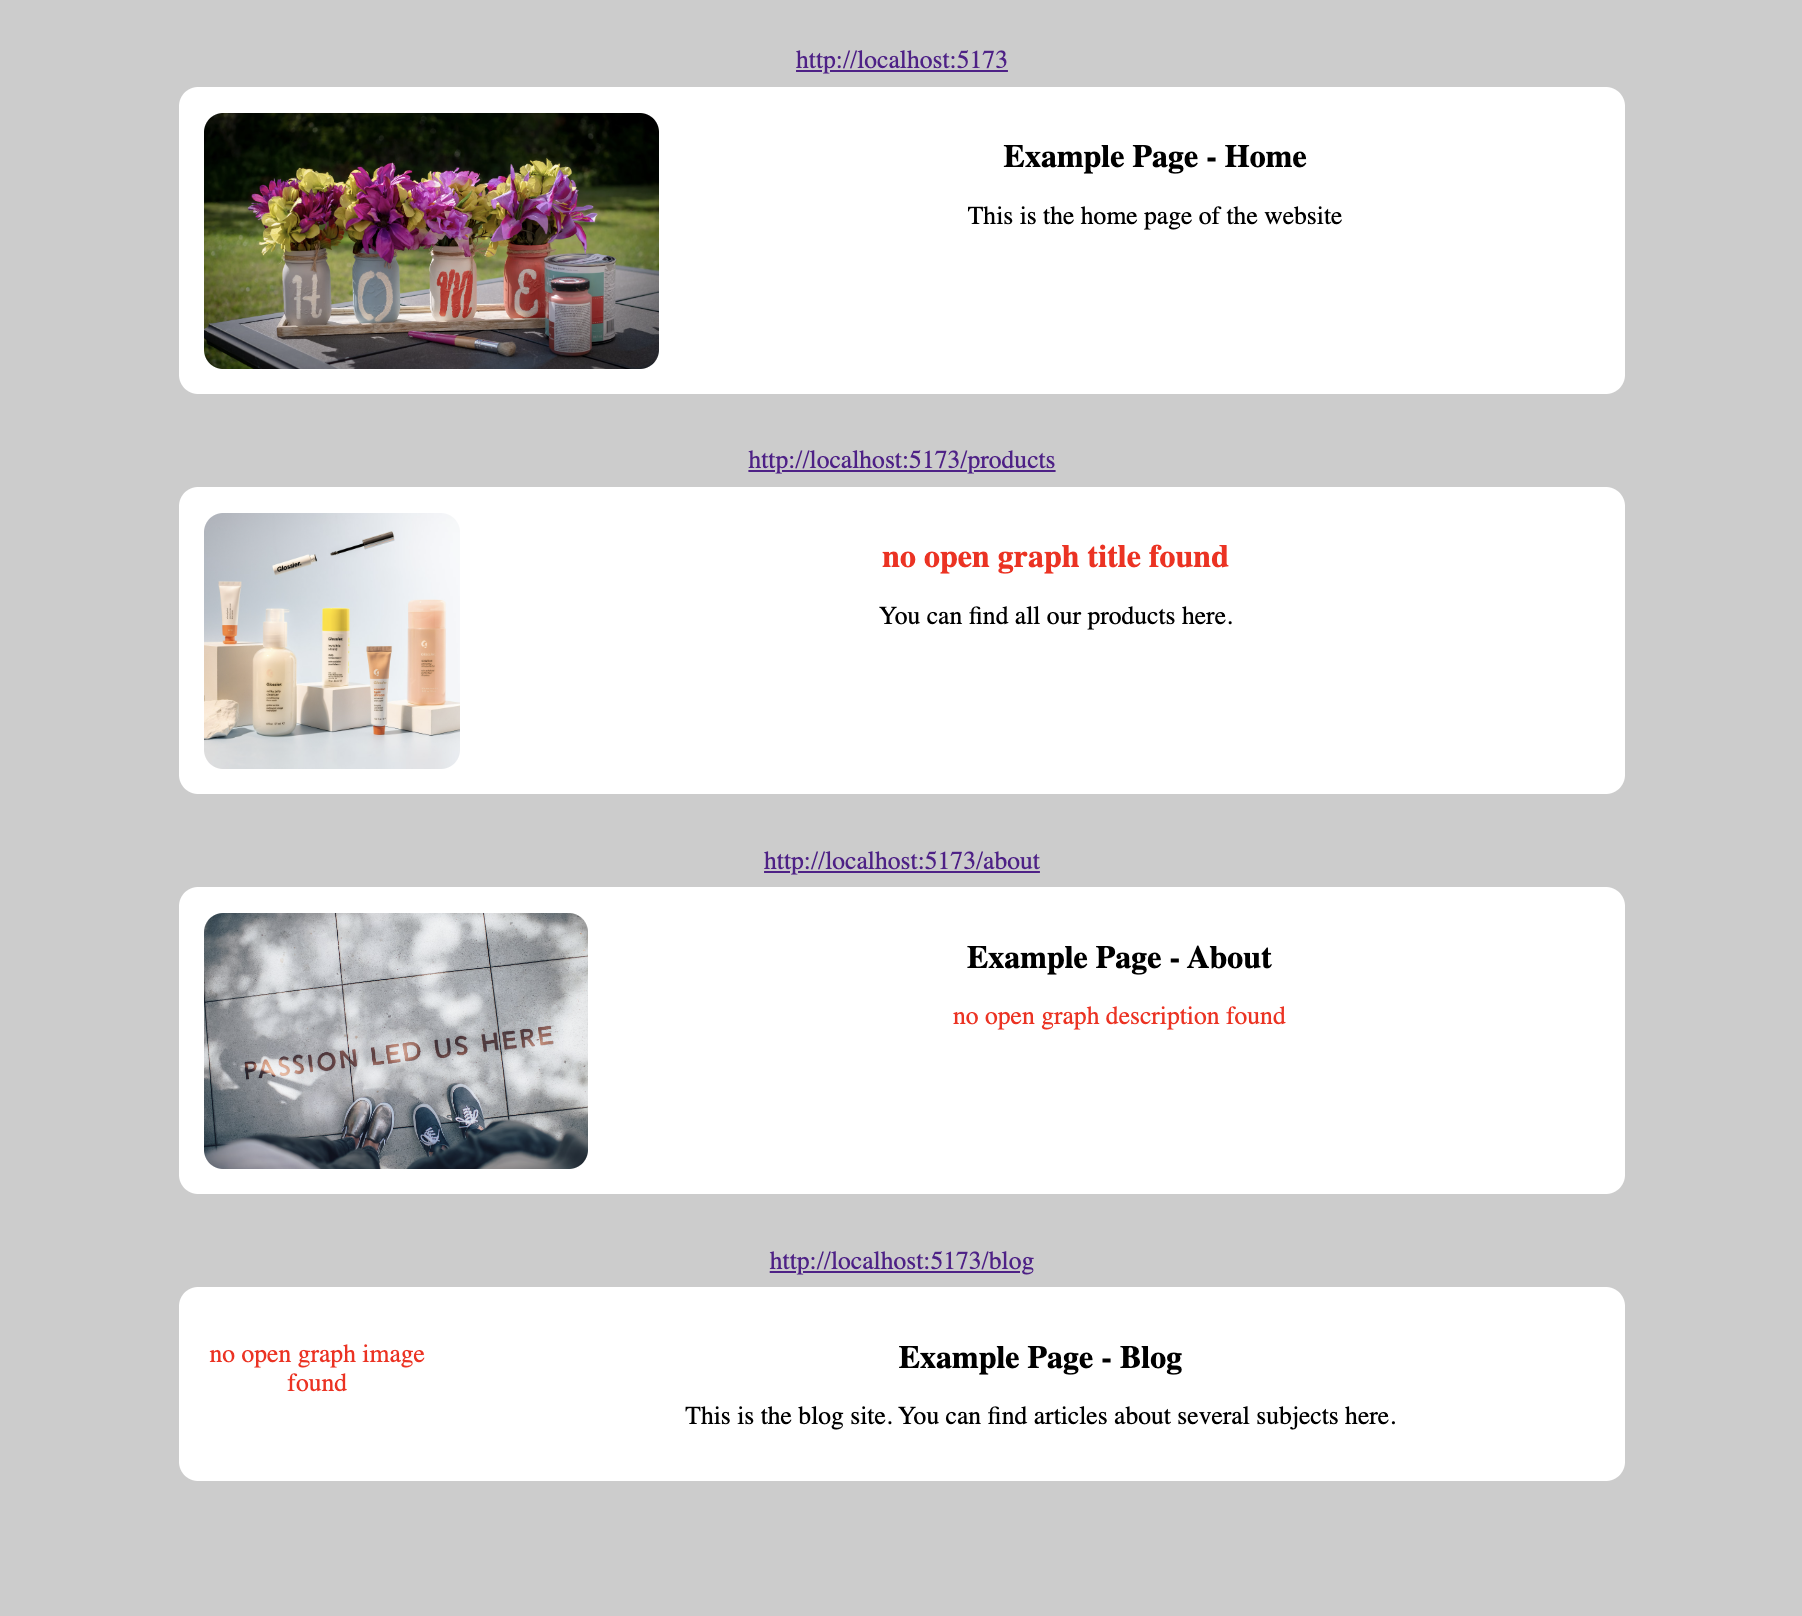 http://localhost:5173
Example Page - Home
This is the home page of the website
HOME
http://localhost:5173/products
no open graph title found
You can find all our products here.
Glossier.
Glossier.
Glossier.
http://localhost:5173/about
Example Page - About
no open graph description found
PASSION LED US HERE
http://localhost:5173/blog
no open graph image
found
Example Page - Blog
This is the blog site. You can find articles about several subjects here.